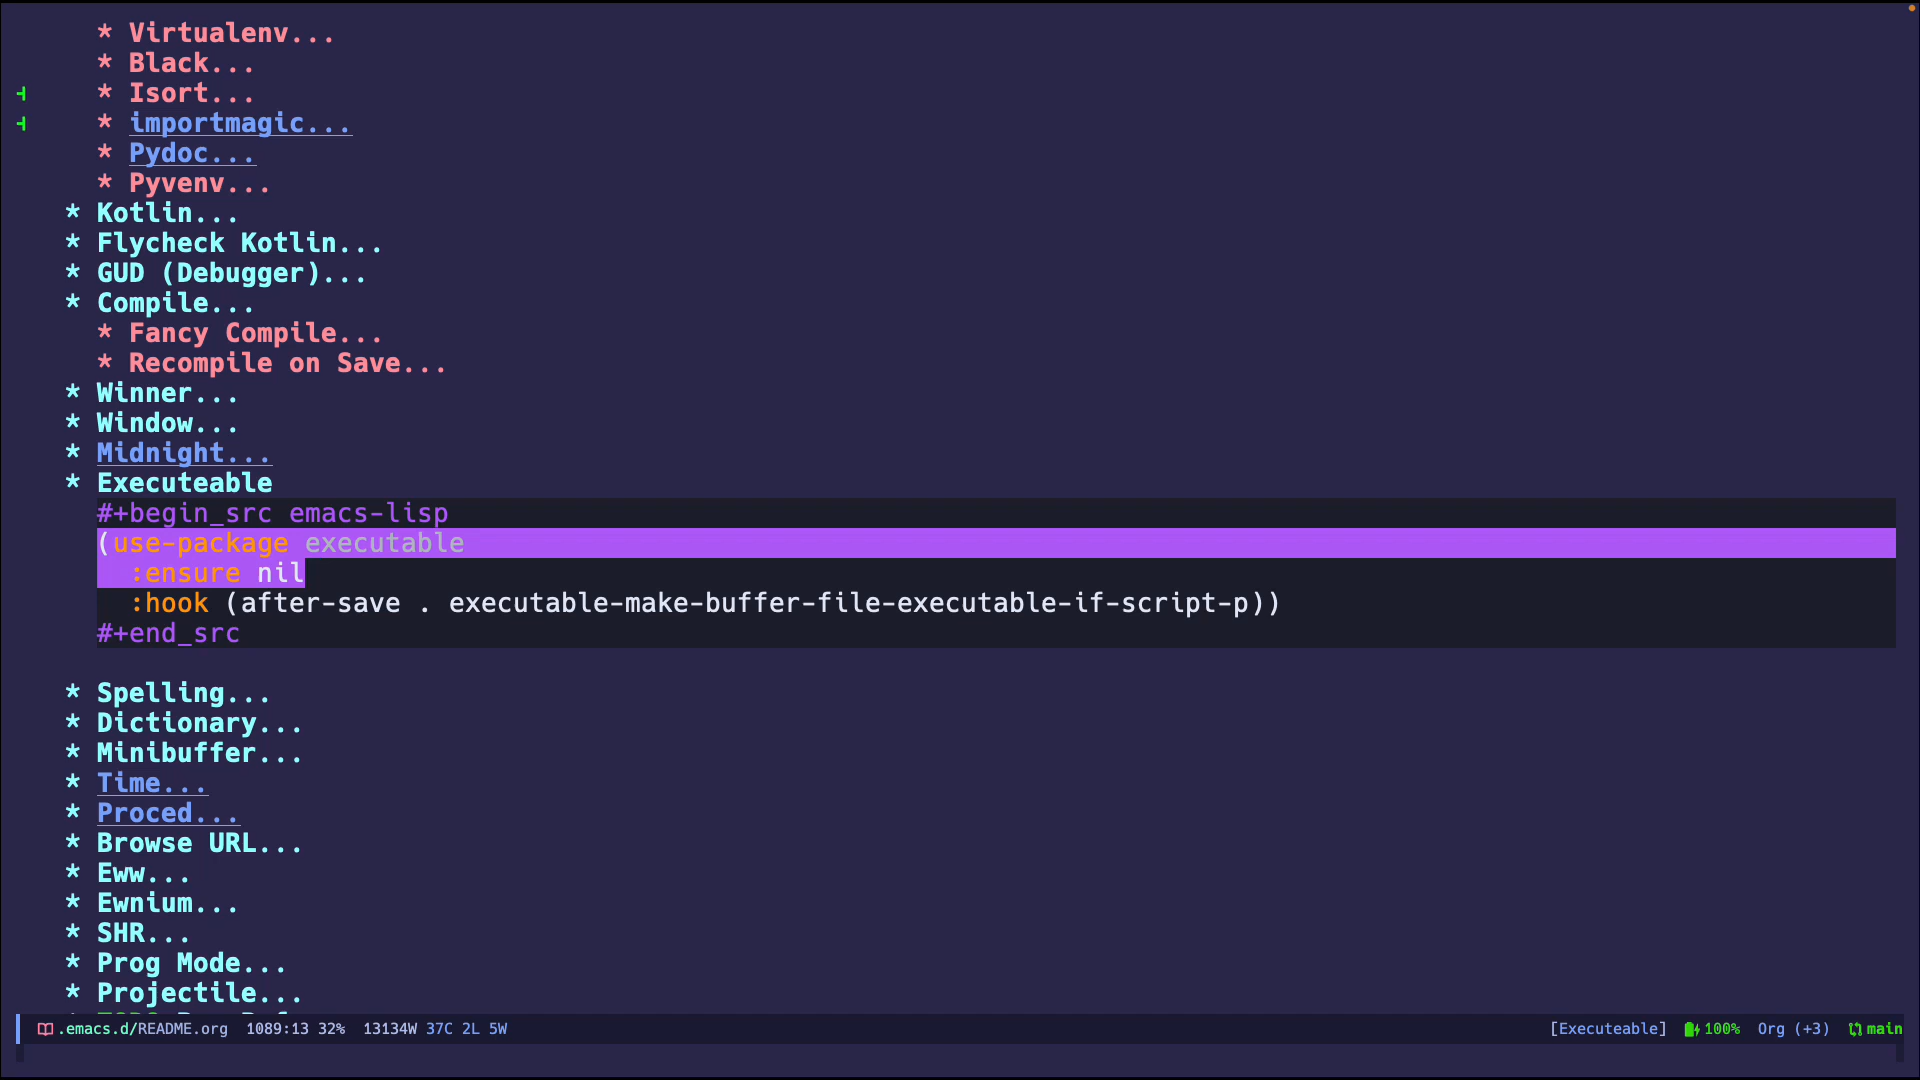 * Virtualenv...
* Black...
* Isort...
* importmagic...
* Pydoc...
* Pyvenv...
* Kotlin...
* Flycheck Kotlin...
* GUD (Debugger)...
* Compile...
* Fancy Compile...
* Recompile on Save...
* Winner...
* Window...
* Midnight...
* Executeable
#+begin_src emacs-lisp
(use-package executable
:ensure nil
:hook (after-save . executable-make-buffer-file-executable-if-script-p))
#+end_src
* Spelling...
* Dictionary...
* Minibuffer...
* Time...
* Proced...
* Browse URL...
* Eww...
* Ewnium...
* SHR...
* Prog Mode...
* Projectile...
.emacs.d/README.org 1089:13 32% 13134W 37C 2L 5W [Executeable] 100% Org (+3) main